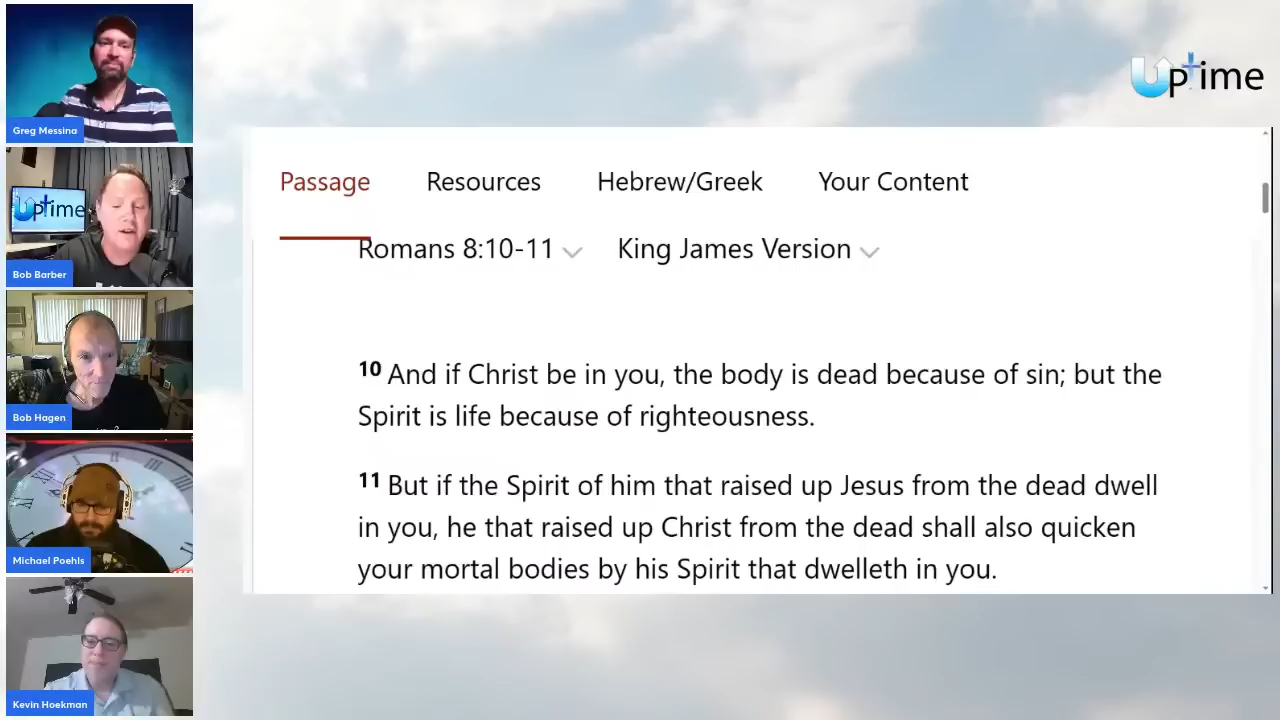 Greg Messina
Uptime
Bob Barber
Bob Hagen
Michael Poehls
Kevin Hoekman
Uptime
Passage Resources Hebrew/Greek Your Content
Romans 8:10-11 King James Version
10 And if Christ be in you, the body is dead because of sin; but the
Spirit is life because of righteousness.
11 But if the Spirit of him that raised up Jesus from the dead dwell
in you, he that raised up Christ from the dead shall also quicken
your mortal bodies by his Spirit that dwelleth in you.